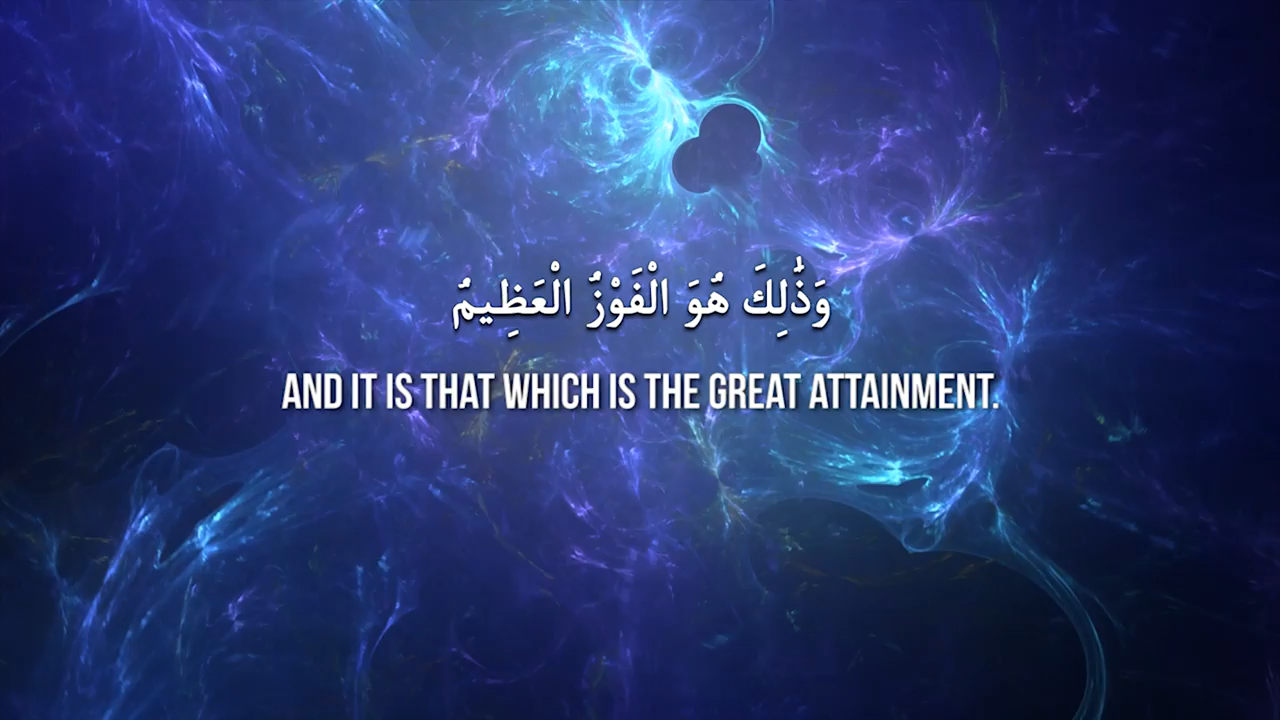 وَذَٰلِكَ هُوَ الْفَوْزُ الْعَظِيمُ
AND IT IS THAT WHICH IS THE GREAT ATTAINMENT.